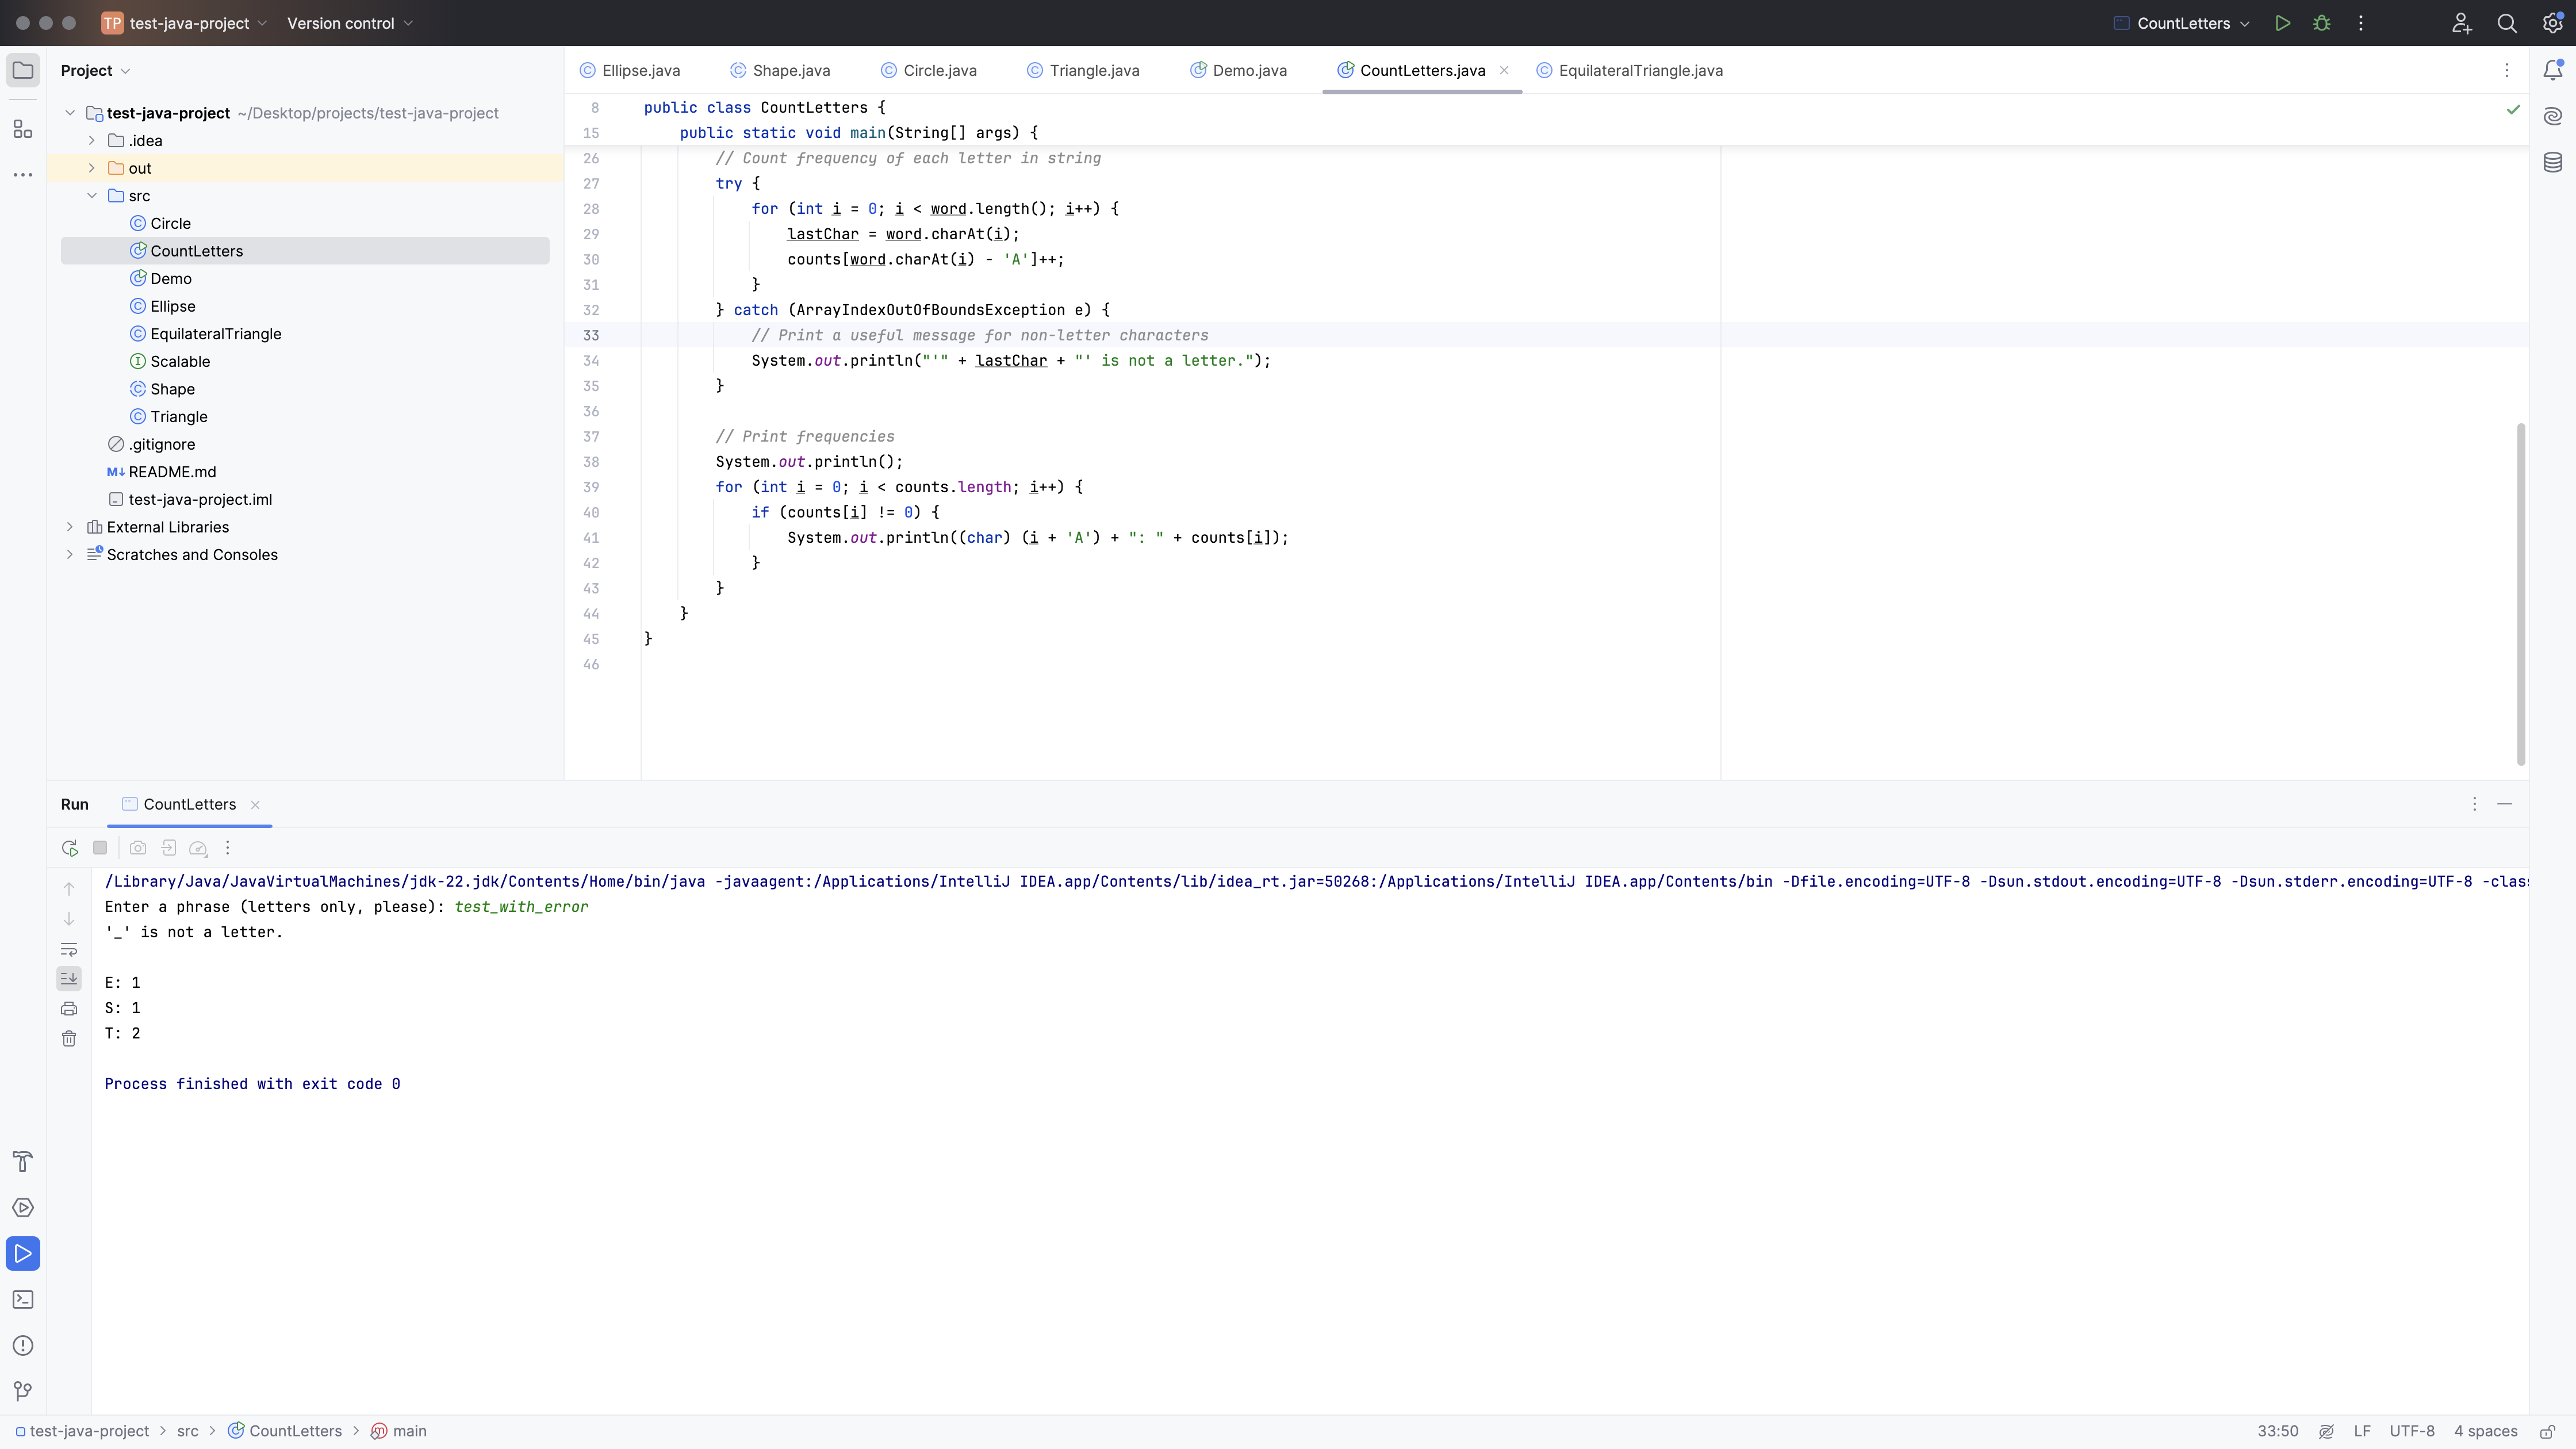 TP test-java-project Version control CountLetters
Project
test-java-project ~/Desktop/projects/test-java-project
.idea
out
src
Circle
CountLetters
Demo
Ellipse
EquilateralTriangle
Scalable
Shape
Triangle
.gitignore
README.md
test-java-project.iml
External Libraries
Scratches and Consoles
Ellipse.java Shape.java Circle.java Triangle.java Demo.java CountLetters.java EquilateralTriangle.java
8 public class CountLetters {
15 public static void main(String[] args) {
26 // Count frequency of each letter in string
27 try {
28 for (int i = 0; i < word.length(); i++) {
29 lastChar = word.charAt(i);
30 counts[word.charAt(i) - 'A']++;
31 }
32 } catch (ArrayIndexOutOfBoundsException e) {
33 // Print a useful message for non-letter characters
34 System.out.println("'" + lastChar + "' is not a letter.");
35 }
36
37 // Print frequencies
38 System.out.println();
39 for (int i = 0; i < counts.length; i++) {
40 if (counts[i] != 0) {
41 System.out.println((char) (i + 'A') + ": " + counts[i]);
42 }
43 }
44 }
45 }
46
Run CountLetters
/Library/Java/JavaVirtualMachines/jdk-22.jdk/Contents/Home/bin/java -javaagent:/Applications/IntelliJ IDEA.app/Contents/lib/idea_rt.jar=50268:/Applications/IntelliJ IDEA.app/Contents/bin -Dfile.encoding=UTF-8 -Dsun.stdout.encoding=UTF-8 -Dsun.stderr.encoding=UTF-8 -clas
Enter a phrase (letters only, please): test_with_error
'_' is not a letter.
E: 1
S: 1
T: 2
Process finished with exit code 0
test-java-project > src > CountLetters > main 33:50 LF UTF-8 4 spaces